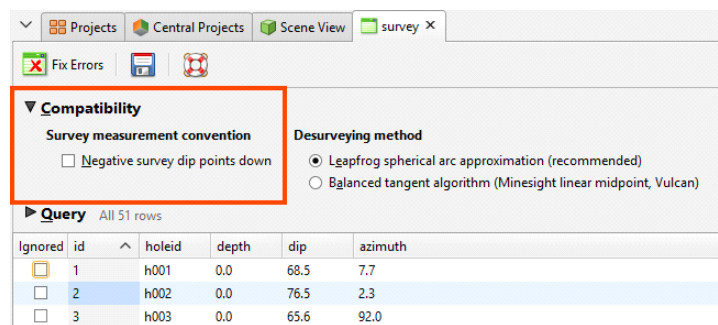 Projects Central Projects Scene View survey
Fix Errors
Compatibility
Survey measurement convention Desurveying method
Negative survey dip points down Leapfrog spherical arc approximation (recommended)
Balanced tangent algorithm (Minesight linear midpoint, Vulcan)
Query All 51 rows
Ignored id holeid depth dip azimuth
1 h001 0.0 68.5 7.7
2 h002 0.0 76.5 2.3
3 h003 0.0 65.6 92.0